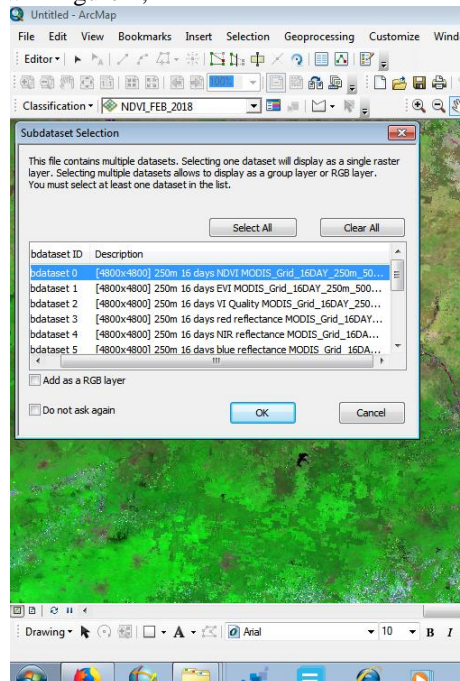 Untitled - ArcMap
File Edit View Bookmarks Insert Selection Geoprocessing Customize Wind
Editor
100%
Classification NDVI_FEB_2018
Subdataset Selection
This file contains multiple datasets. Selecting one dataset will display as a single raster
layer. Selecting multiple datasets allows to display as a group layer or RGB layer.
You must select at least one dataset in the list.
Select All Clear All
bdataset ID Description
bdataset 0 [4800x4800] 250m 16 days NDVI MODIS_Grid_16DAY_250m_50...
bdataset 1 [4800x4800] 250m 16 days EVI MODIS_Grid_16DAY_250m_500...
bdataset 2 [4800x4800] 250m 16 days VI Quality MODIS_Grid_16DAY_250...
bdataset 3 [4800x4800] 250m 16 days red reflectance MODIS_Grid_16DAY...
bdataset 4 [4800x4800] 250m 16 days NIR reflectance MODIS_Grid_16DA...
bdataset 5 [4800x4800] 250m 16 days blue reflectance MODIS_Grid_16DA...
Add as a RGB layer
Do not ask again OK Cancel
Drawing A Arial 10 B I